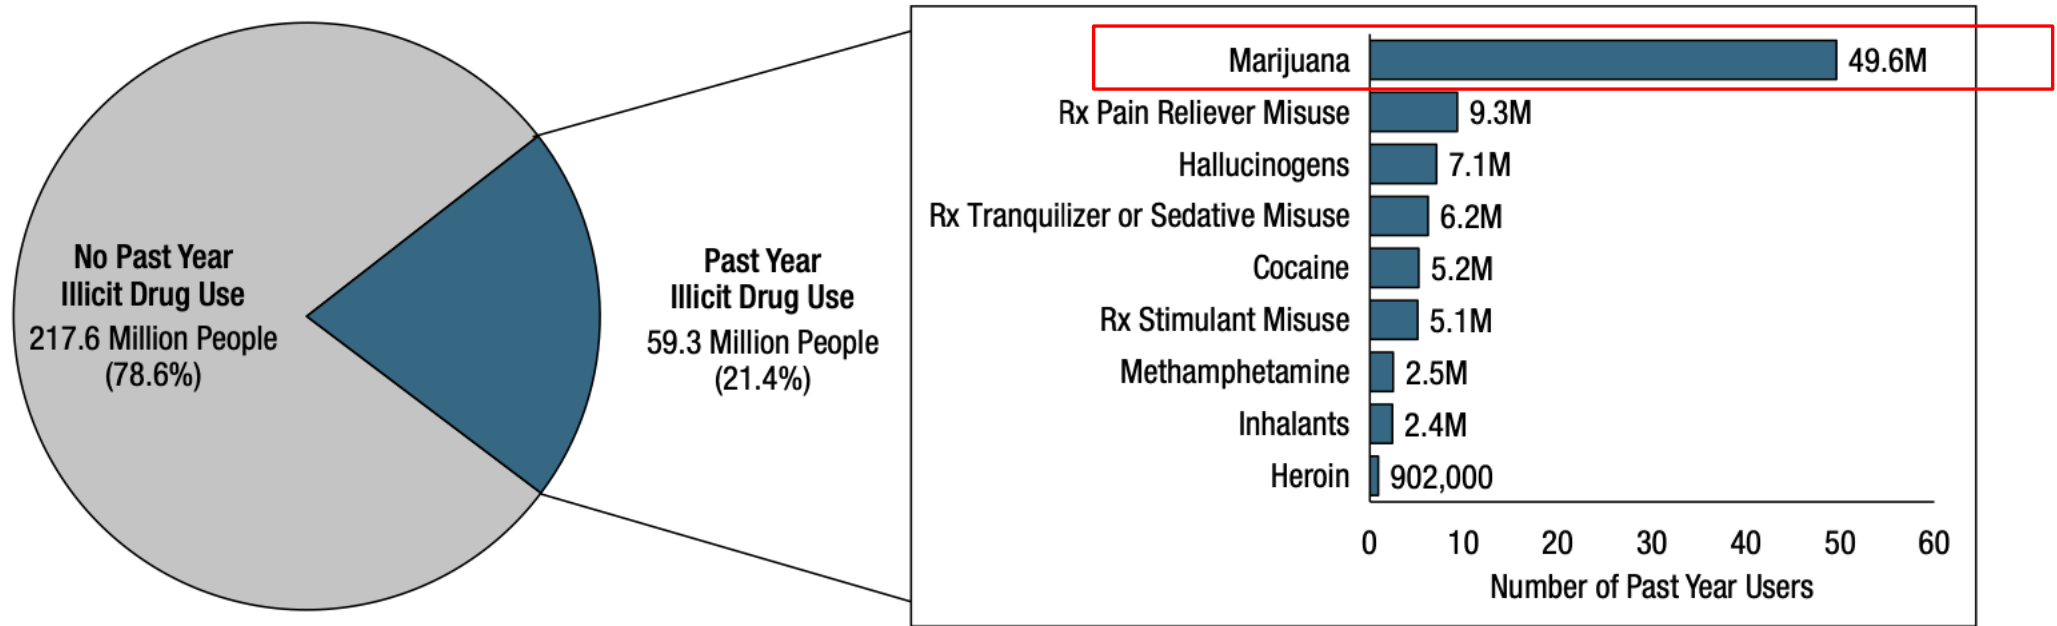 No Past Year
Illicit Drug Use
217.6 Million People
(78.6%)
Past Year
Illicit Drug Use
59.3 Million People
(21.4%)
Marijuana 49.6M
Rx Pain Reliever Misuse 9.3M
Hallucinogens 7.1M
Rx Tranquilizer or Sedative Misuse 6.2M
Cocaine 5.2M
Rx Stimulant Misuse 5.1M
Methamphetamine 2.5M
Inhalants 2.4M
Heroin 902,000
0 10 20 30 40 50 60
Number of Past Year Users